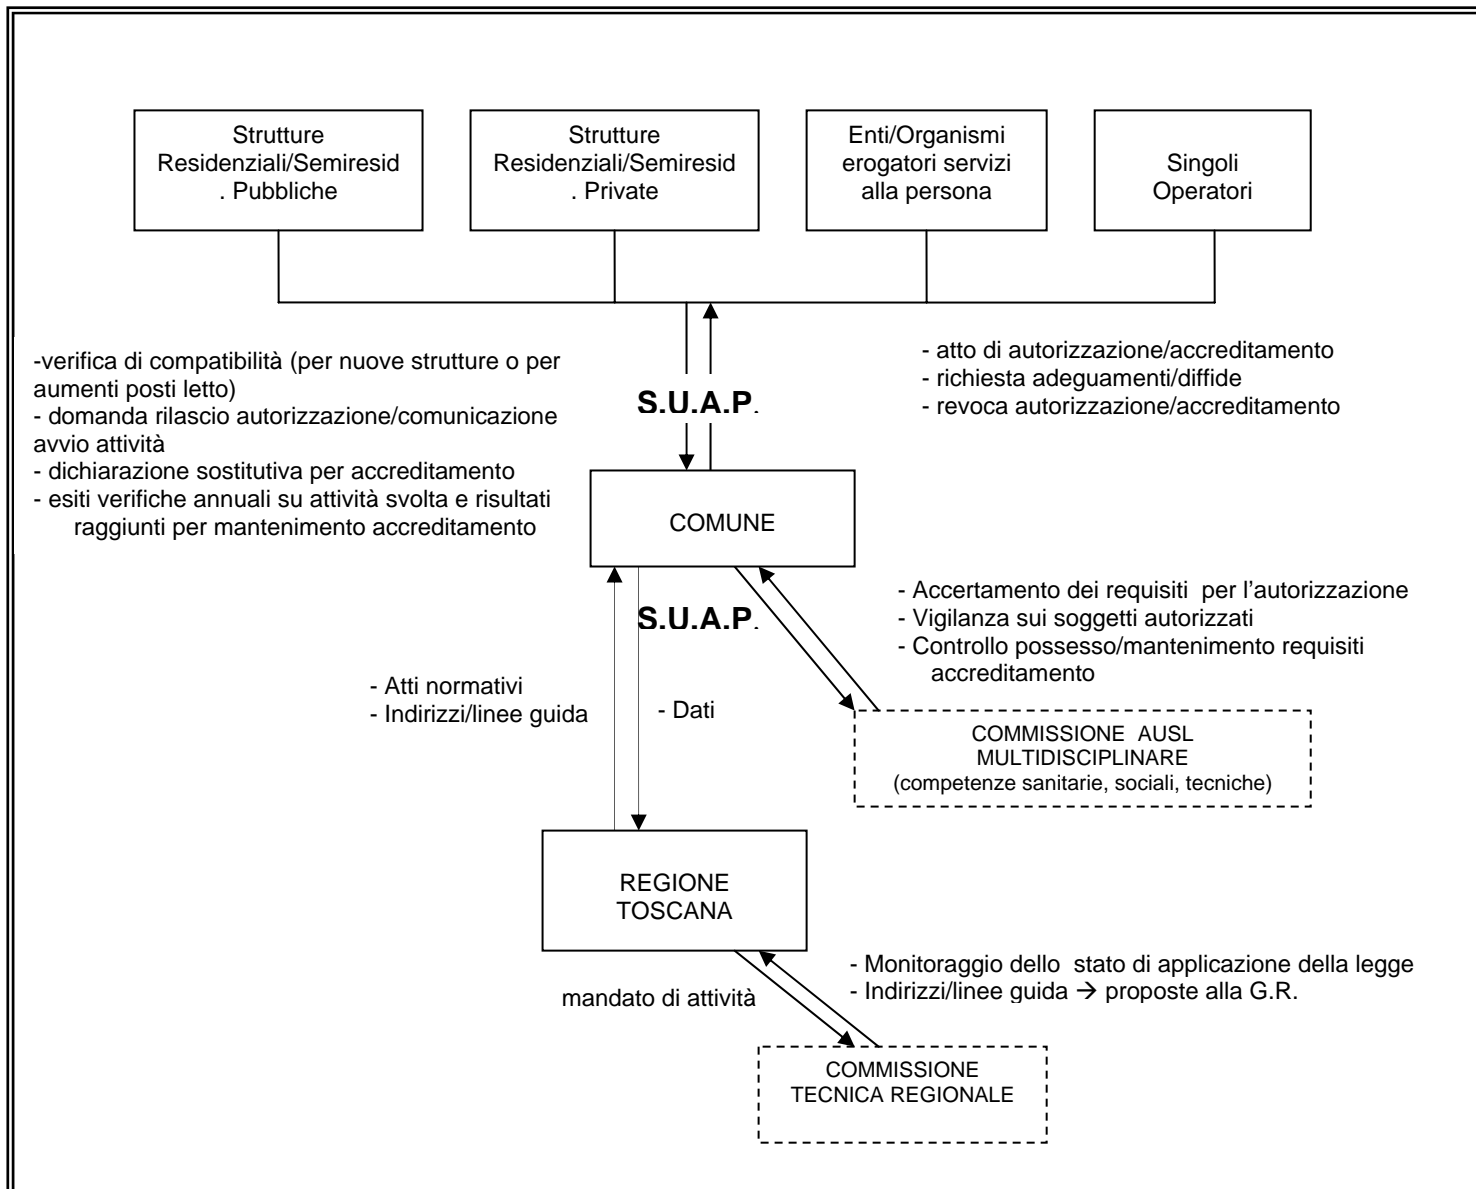 Strutture
Residenziali/Semiresid
. Pubbliche
Strutture
Residenziali/Semiresid
. Private
Enti/Organismi
erogatori servizi
alla persona
Singoli
Operatori
-verifica di compatibilità (per nuove strutture o per
aumenti posti letto)
- domanda rilascio autorizzazione/comunicazione
avvio attività
- dichiarazione sostitutiva per accreditamento
- esiti verifiche annuali su attività svolta e risultati
raggiunti per mantenimento accreditamento
S.U.A.P.
- atto di autorizzazione/accreditamento
- richiesta adeguamenti/diffide
- revoca autorizzazione/accreditamento
COMUNE
S.U.A.P.
- Accertamento dei requisiti  per l’autorizzazione
- Vigilanza sui soggetti autorizzati
- Controllo possesso/mantenimento requisiti
accreditamento
- Atti normativi
- Indirizzi/linee guida
- Dati
COMMISSIONE  AUSL
MULTIDISCIPLINARE
(competenze sanitarie, sociali, tecniche)
REGIONE
TOSCANA
mandato di attività
- Monitoraggio dello  stato di applicazione della legge
- Indirizzi/linee guida → proposte alla G.R.
COMMISSIONE
TECNICA REGIONALE